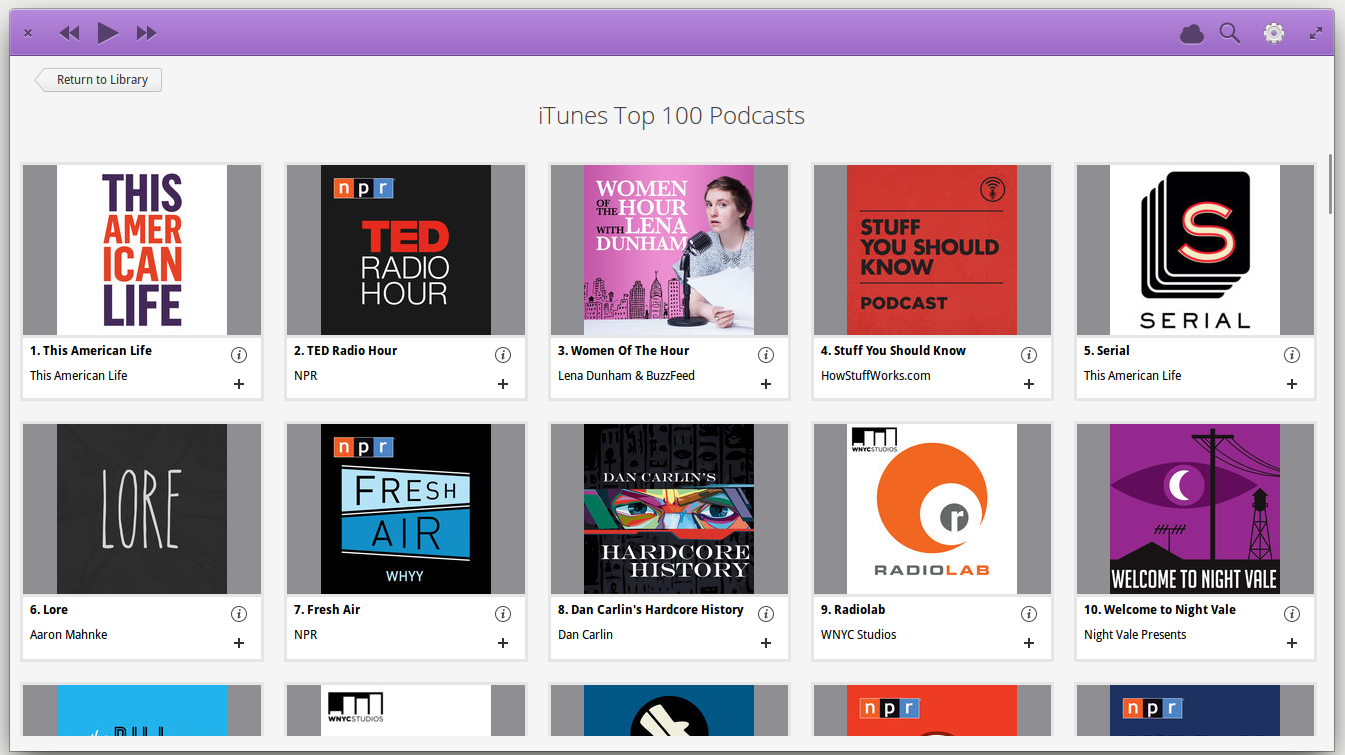 Return to Library
iTunes Top 100 Podcasts
THIS
AMER
ICAN
LIFE
1. This American Life
This American Life
npr
TED
RADIO
HOUR
2. TED Radio Hour
NPR
WOMEN
OF THE HOUR
WITH LENA
DUNHAM
3. Women Of The Hour
Lena Dunham & BuzzFeed
STUFF
YOU SHOULD
KNOW
PODCAST
4. Stuff You Should Know
HowStuffWorks.com
S
SERIAL
5. Serial
This American Life
LORE
6. Lore
Aaron Mahnke
npr
FRESH
AIR
WHYY
7. Fresh Air
NPR
DAN CARLIN'S
HARDCORE
HISTORY
8. Dan Carlin's Hardcore History
Dan Carlin
WNYCSTUDIOS
r
RADIOLAB
9. Radiolab
WNYC Studios
WELCOME TO NIGHT VALE
10. Welcome to Night Vale
Night Vale Presents
WNYCSTUDIOS
npr
npr